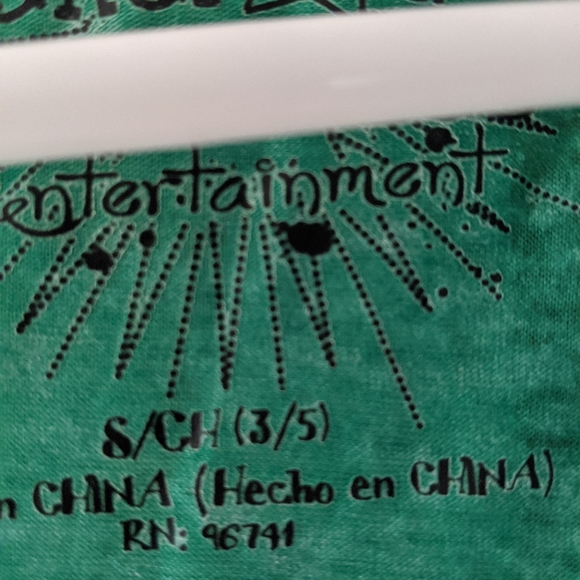 entertainment
S/CH (3/5)
CHINA (Hecho en CHINA)
RN: 96741